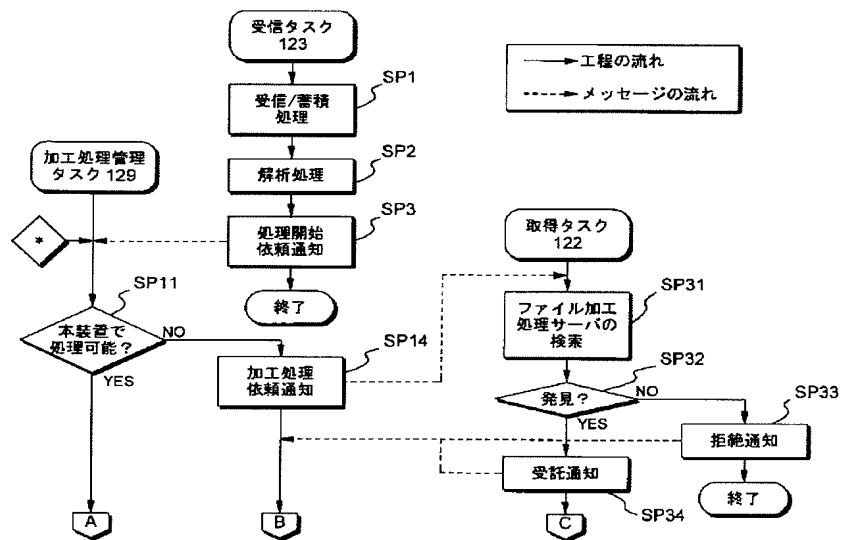 受信タスク
123
SP1
受信/蓄積
処理
SP2
解析処理
SP3
処理開始
依頼通知
終了
工程の流れ
メッセージの流れ
加工処理管理
タスク129
*
SP11
本装置で
処理可能?
NO
YES
SP14
加工処理
依頼通知
取得タスク
122
SP31
ファイル加工
処理サーバの
検索
SP32
発見?
NO
YES
SP33
拒絶通知
終了
受託通知
SP34
A
B
C